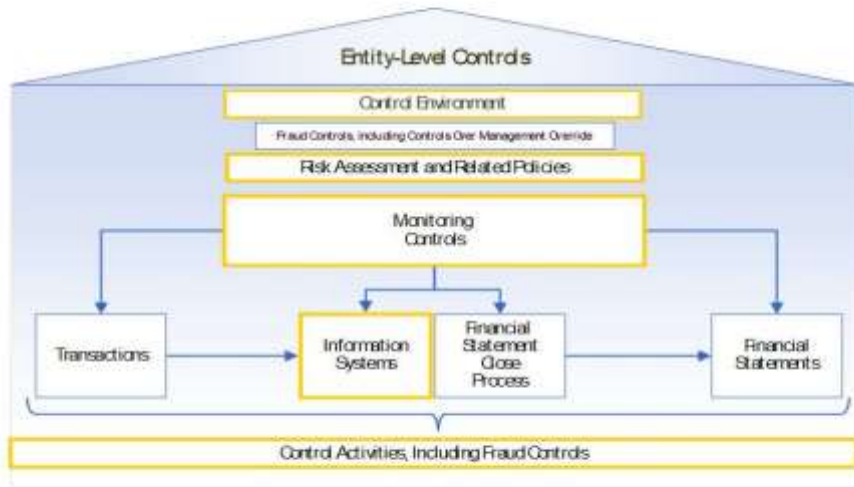 Entity-Level Controls
Control Environment
Fraud Controls, Including Controls Over Management Override
Risk Assessment and Related Policies
Monitoring
Controls
Transactions
Information
Systems
Financial
Statement
Close
Process
Financial
Statements
Control Activities, Including Fraud Controls